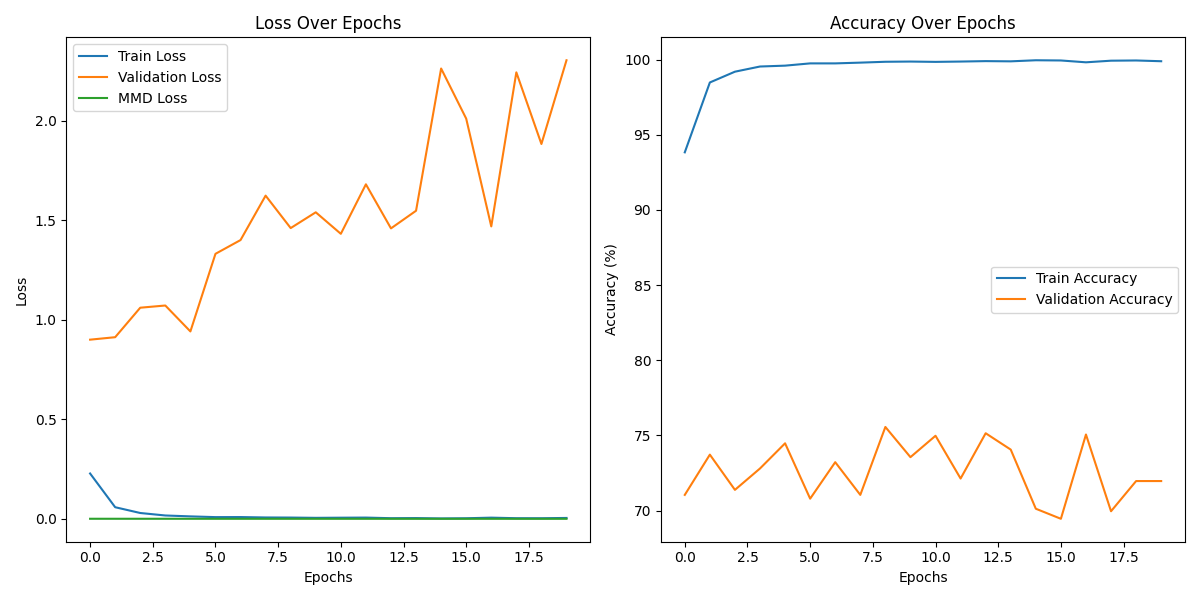 Loss Over Epochs
Train Loss
Validation Loss
MMD Loss
2.0
1.5
1.0
0.5
0.0
Loss
0.0 2.5 5.0 7.5 10.0 12.5 15.0 17.5
Epochs
Accuracy Over Epochs
100
95
90
85
80
75
70
Accuracy (%)
Train Accuracy
Validation Accuracy
0.0 2.5 5.0 7.5 10.0 12.5 15.0 17.5
Epochs